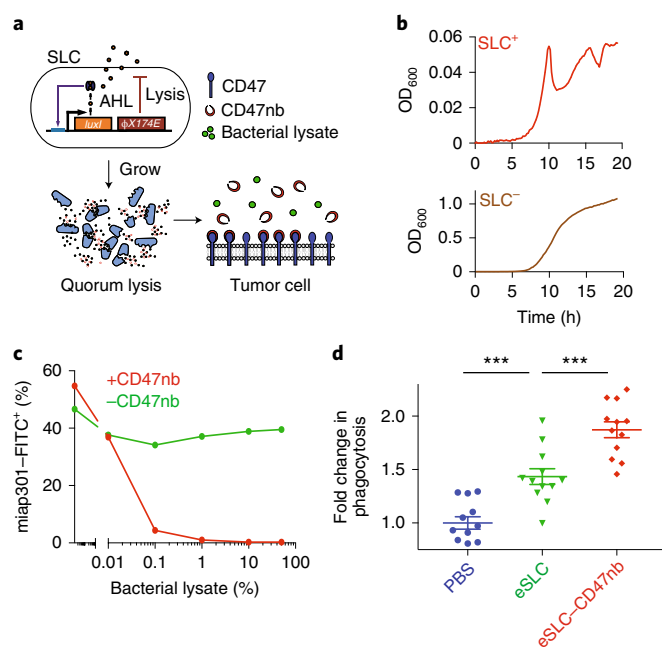 a
SLC
AHL
Lysis
luxI
ϕX174E
CD47
CD47nb
Bacterial lysate
Grow
Quorum lysis
Tumor cell
b
SLC⁺
OD₆₀₀
0.06
0.04
0.02
0
0 5 10 15 20
SLC⁻
OD₆₀₀
1.0
0.5
0
0 5 10 15 20
Time (h)
c
+CD47nb
−CD47nb
miap301–FITC⁺ (%)
60
40
20
0
0.01 0.1 1 10 100
Bacterial lysate (%)
d
*** ***
Fold change in
phagocytosis
2.0
1.5
1.0
PBS
eSLC
eSLC–CD47nb